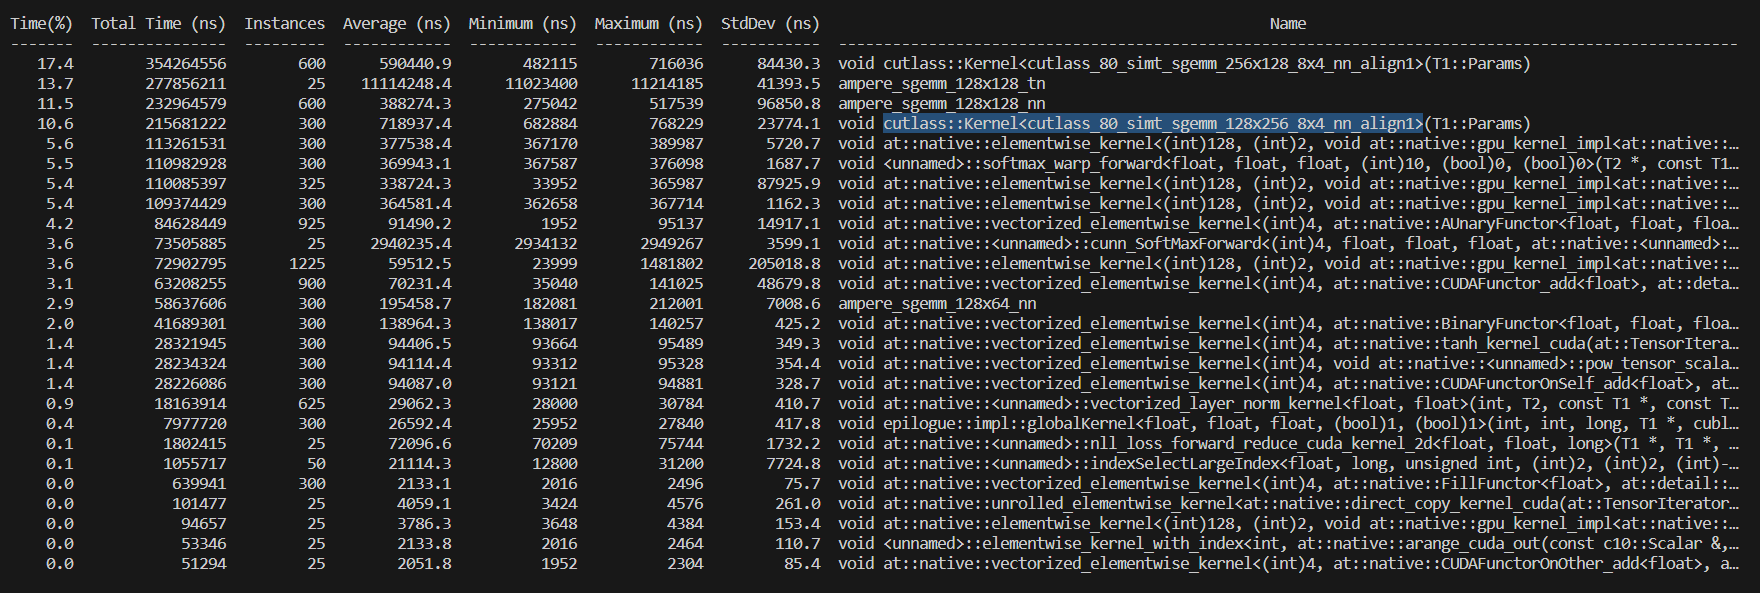 Time(%) Total Time (ns) Instances Average (ns) Minimum (ns) Maximum (ns) StdDev (ns) Name
------- --------------- --------- ------------ ------------ ------------ ----------- ----------------------------------------------------------------------------------------------------
17.4 354264556 600 590440.9 482115 716036 84430.3 void cutlass::Kernel<cutlass_80_simt_sgemm_256x128_8x4_nn_align1>(T1::Params)
13.7 277856211 25 11114248.4 11023400 11214185 41393.5 ampere_sgemm_128x128_tn
11.5 232964579 600 388274.3 275042 517539 96850.8 ampere_sgemm_128x128_nn
10.6 215681222 300 718937.4 682884 768229 23774.1 void cutlass::Kernel<cutlass_80_simt_sgemm_128x256_8x4_nn_align1>(T1::Params)
5.6 113261531 300 377538.4 367170 389987 5720.7 void at::native::elementwise_kernel<(int)128, (int)2, void at::native::gpu_kernel_impl<at::native::…
5.5 110982928 300 369943.1 367587 376098 1687.7 void <unnamed>::softmax_warp_forward<float, float, float, (int)10, (bool)0, (bool)0>(T2 *, const T1…
5.4 110085397 325 338724.3 33952 365987 87925.9 void at::native::elementwise_kernel<(int)128, (int)2, void at::native::gpu_kernel_impl<at::native::…
5.4 109374429 300 364581.4 362658 367714 1162.3 void at::native::elementwise_kernel<(int)128, (int)2, void at::native::gpu_kernel_impl<at::native::…
4.2 84628449 925 91490.2 1952 95137 14917.1 void at::native::vectorized_elementwise_kernel<(int)4, at::native::AUnaryFunctor<float, float, floa…
3.6 73505885 25 2940235.4 2934132 2949267 3599.1 void at::native::<unnamed>::cunn_SoftMaxForward<(int)4, float, float, float, at::native::<unnamed>:…
3.6 72902795 1225 59512.5 23999 1481802 205018.8 void at::native::elementwise_kernel<(int)128, (int)2, void at::native::gpu_kernel_impl<at::native::…
3.1 63208255 900 70231.4 35040 141025 48679.8 void at::native::vectorized_elementwise_kernel<(int)4, at::native::CUDAFunctor_add<float>, at::deta…
2.9 58637606 300 195458.7 182081 212001 7008.6 ampere_sgemm_128x64_nn
2.0 41689301 300 138964.3 138017 140257 425.2 void at::native::vectorized_elementwise_kernel<(int)4, at::native::BinaryFunctor<float, float, floa…
1.4 28321945 300 94406.5 93664 95489 349.3 void at::native::vectorized_elementwise_kernel<(int)4, at::native::tanh_kernel_cuda(at::TensorItera…
1.4 28234324 300 94114.4 93312 95328 354.4 void at::native::vectorized_elementwise_kernel<(int)4, void at::native::<unnamed>::pow_tensor_scala…
1.4 28226086 300 94087.0 93121 94881 328.7 void at::native::vectorized_elementwise_kernel<(int)4, at::native::CUDAFunctorOnSelf_add<float>, at…
0.9 18163914 625 29062.3 28000 30784 410.7 void at::native::<unnamed>::vectorized_layer_norm_kernel<float, float>(int, T2, const T1 *, const T…
0.4 7977720 300 26592.4 25952 27840 417.8 void epilogue::impl::globalKernel<float, float, float, (bool)1, (bool)1>(int, int, long, T1 *, cubl…
0.1 1802415 25 72096.6 70209 75744 1732.2 void at::native::<unnamed>::nll_loss_forward_reduce_cuda_kernel_2d<float, float, long>(T1 *, T1 *, …
0.1 1055717 50 21114.3 12800 31200 7724.8 void at::native::<unnamed>::indexSelectLargeIndex<float, long, unsigned int, (int)2, (int)2, (int)-…
0.0 639941 300 2133.1 2016 2496 75.7 void at::native::vectorized_elementwise_kernel<(int)4, at::native::FillFunctor<float>, at::detail::…
0.0 101477 25 4059.1 3424 4576 261.0 void at::native::unrolled_elementwise_kernel<at::native::direct_copy_kernel_cuda(at::TensorIterator…
0.0 94657 25 3786.3 3648 4384 153.4 void at::native::elementwise_kernel<(int)128, (int)2, void at::native::gpu_kernel_impl<at::native::…
0.0 53346 25 2133.8 2016 2464 110.7 void <unnamed>::elementwise_kernel_with_index<int, at::native::arange_cuda_out(const c10::Scalar &,…
0.0 51294 25 2051.8 1952 2304 85.4 void at::native::vectorized_elementwise_kernel<(int)4, at::native::CUDAFunctorOnOther_add<float>, a…